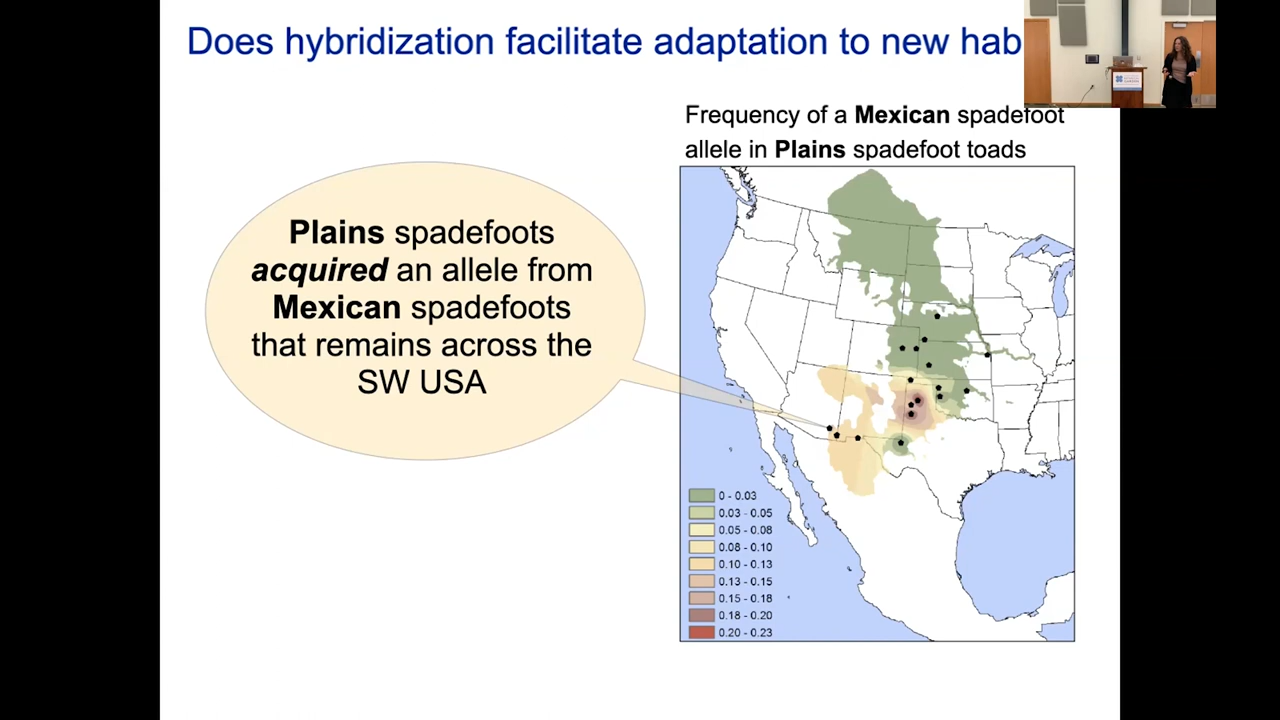 Does hybridization facilitate adaptation to new hab
Frequency of a Mexican spadefoot
allele in Plains spadefoot toads
Plains spadefoots
acquired an allele from
Mexican spadefoots
that remains across the
SW USA
0 - 0.03
0.03 - 0.05
0.05 - 0.08
0.08 - 0.10
0.10 - 0.13
0.13 - 0.15
0.15 - 0.18
0.18 - 0.20
0.20 - 0.23